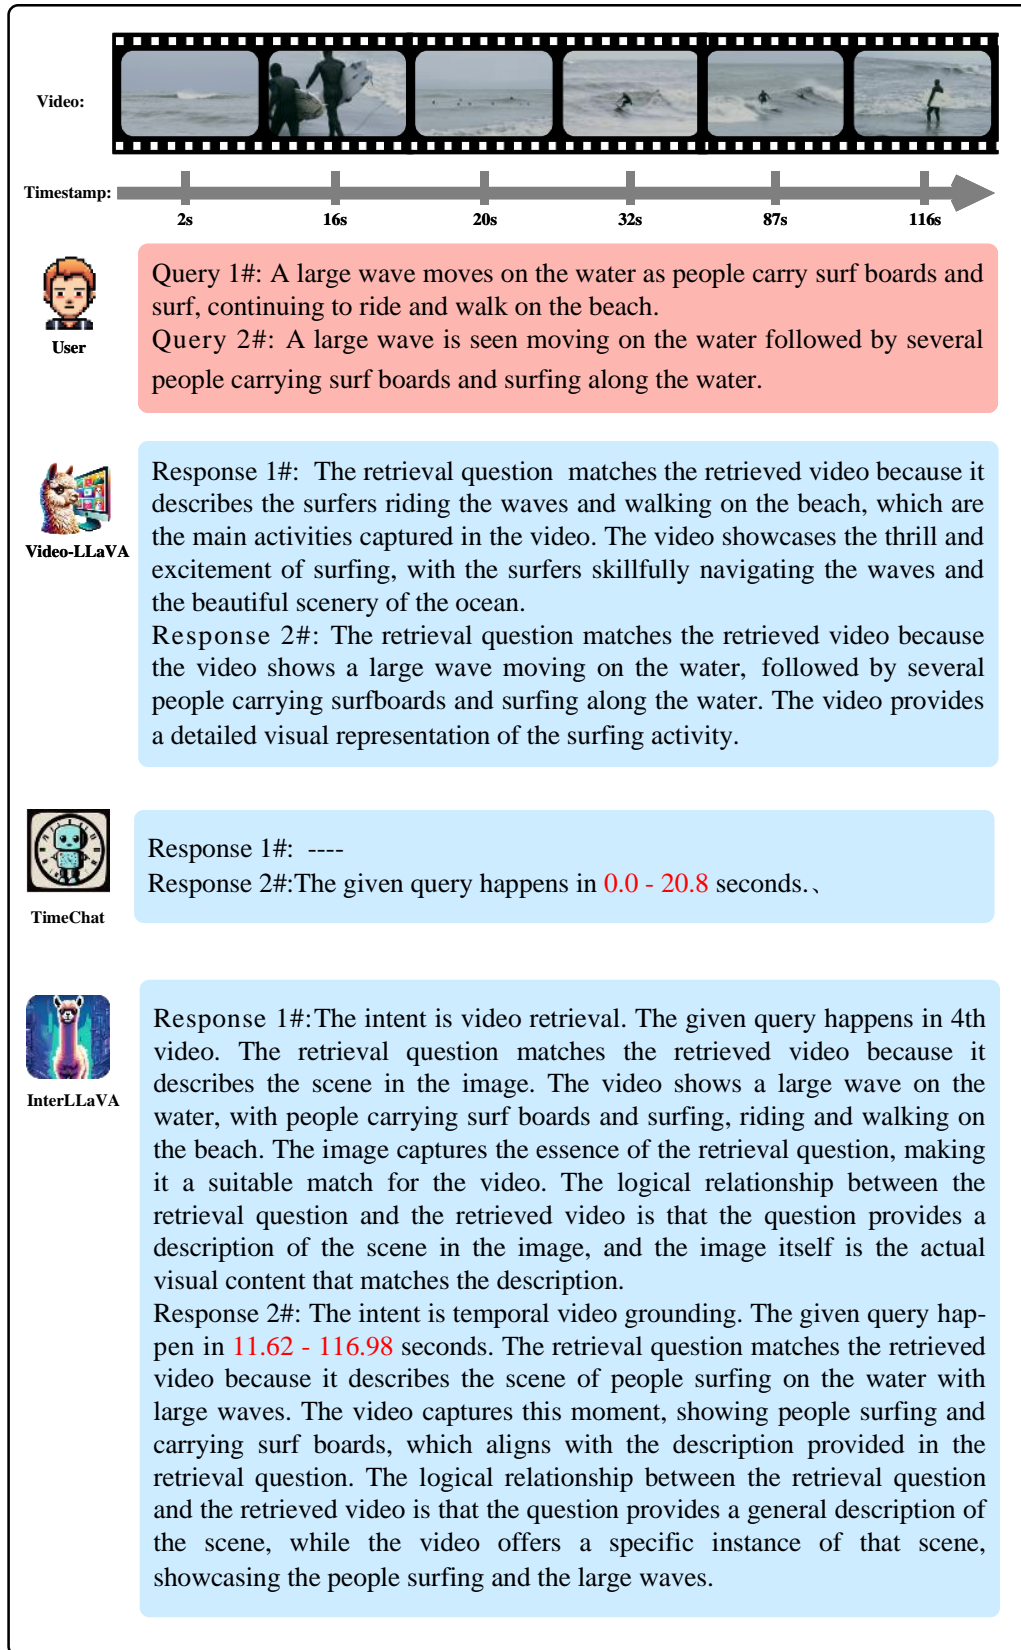 Video:
Timestamp:
2s
16s
20s
32s
87s
116s
User
Query 1#: A large wave moves on the water as people carry surf boards and
surf, continuing to ride and walk on the beach.
Query 2#: A large wave is seen moving on the water followed by several
people carrying surf boards and surfing along the water.
Video-LLaVA
Response 1#: The retrieval question matches the retrieved video because it
describes the surfers riding the waves and walking on the beach, which are
the main activities captured in the video. The video showcases the thrill and
excitement of surfing, with the surfers skillfully navigating the waves and
the beautiful scenery of the ocean.
Response 2#: The retrieval question matches the retrieved video because
the video shows a large wave moving on the water, followed by several
people carrying surfboards and surfing along the water. The video provides
a detailed visual representation of the surfing activity.
TimeChat
Response 1#: ----
Response 2#:The given query happens in 0.0 - 20.8 seconds.、
InterLLaVA
Response 1#:The intent is video retrieval. The given query happens in 4th
video. The retrieval question matches the retrieved video because it
describes the scene in the image. The video shows a large wave on the
water, with people carrying surf boards and surfing, riding and walking on
the beach. The image captures the essence of the retrieval question, making
it a suitable match for the video. The logical relationship between the
retrieval question and the retrieved video is that the question provides a
description of the scene in the image, and the image itself is the actual
visual content that matches the description.
Response 2#: The intent is temporal video grounding. The given query hap-
pen in 11.62 - 116.98 seconds. The retrieval question matches the retrieved
video because it describes the scene of people surfing on the water with
large waves. The video captures this moment, showing people surfing and
carrying surf boards, which aligns with the description provided in the
retrieval question. The logical relationship between the retrieval question
and the retrieved video is that the question provides a general description of
the scene, while the video offers a specific instance of that scene,
showcasing the people surfing and the large waves.